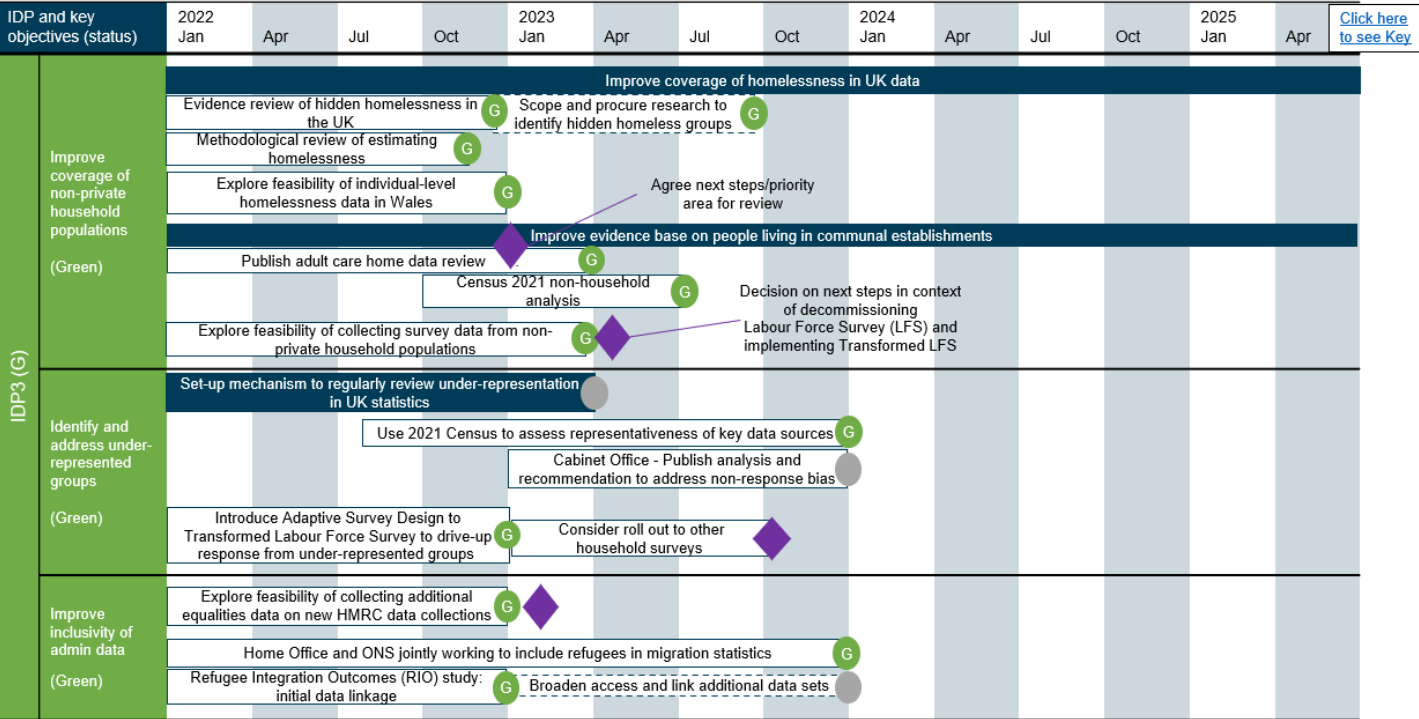 IDP and key
objectives (status)
2022
Jan
Apr
Jul
Oct
2023
Jan
Apr
Jul
Oct
2024
Jan
Apr
Jul
Oct
2025
Jan
Apr
Click here
to see Key
IDP3 (G)
Improve
coverage of
non-private
household
populations
(Green)
Improve coverage of homelessness in UK data
Evidence review of hidden homelessness in
the UK
G
Scope and procure research to
identify hidden homeless groups
G
Methodological review of estimating
homelessness
G
Explore feasibility of individual-level
homelessness data in Wales
G
Agree next steps/priority
area for review
Improve evidence base on people living in communal establishments
Publish adult care home data review
G
Census 2021 non-household
analysis
G
Explore feasibility of collecting survey data from non-
private household populations
G
Decision on next steps in context
of decommissioning
Labour Force Survey (LFS) and
implementing Transformed LFS
Identify and
address under-
represented
groups
(Green)
Set-up mechanism to regularly review under-representation
in UK statistics
Use 2021 Census to assess representativeness of key data sources
G
Cabinet Office - Publish analysis and
recommendation to address non-response bias
Introduce Adaptive Survey Design to
Transformed Labour Force Survey to drive-up
response from under-represented groups
G
Consider roll out to other
household surveys
Improve
inclusivity of
admin data
(Green)
Explore feasibility of collecting additional
equalities data on new HMRC data collections
G
Home Office and ONS jointly working to include refugees in migration statistics
G
Refugee Integration Outcomes (RIO) study:
initial data linkage
G
Broaden access and link additional data sets